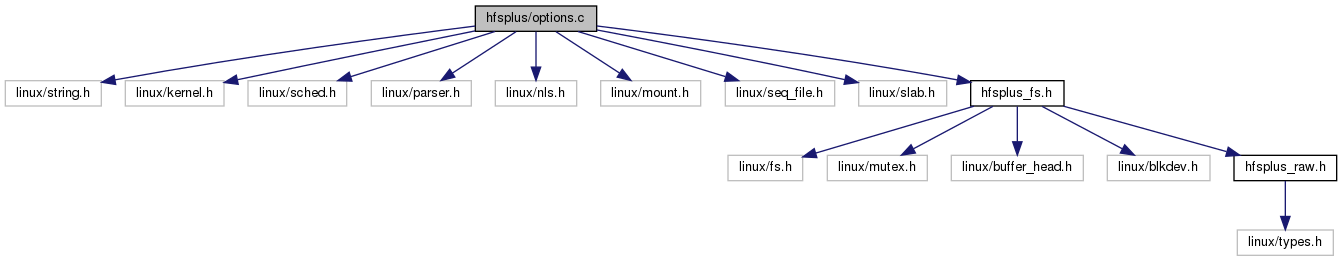 hfsplus/options.c
linux/string.h
linux/kernel.h
linux/sched.h
linux/parser.h
linux/nls.h
linux/mount.h
linux/seq_file.h
linux/slab.h
hfsplus_fs.h
linux/fs.h
linux/mutex.h
linux/buffer_head.h
linux/blkdev.h
hfsplus_raw.h
linux/types.h